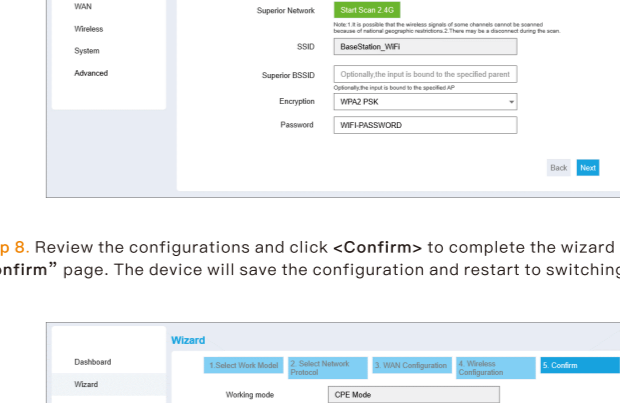 WAN
Superior Network Start Scan 2.4G
Wireless
Note:1.It is possible that the wireless signals of some channels cannot be scanned
because of national geographic restrictions.2.There may be a disconnect during the scan.
System
SSID BaseStation_WiFi
Advanced
Superior BSSID Optionally,the input is bound to the specified parent
Optionally,the input is bound to the specified AP
Encryption WPA2 PSK
Password WIFI-PASSWORD
Back Next
p 8. Review the configurations and click <Confirm> to complete the wizard
nfirm” page. The device will save the configuration and restart to switching
Wizard
Dashboard
1.Select Work Model 2. Select Network Protocol 3. WAN Configuration 4. Wireless Configuration 5. Confirm
Wizard
Working mode CPE Mode